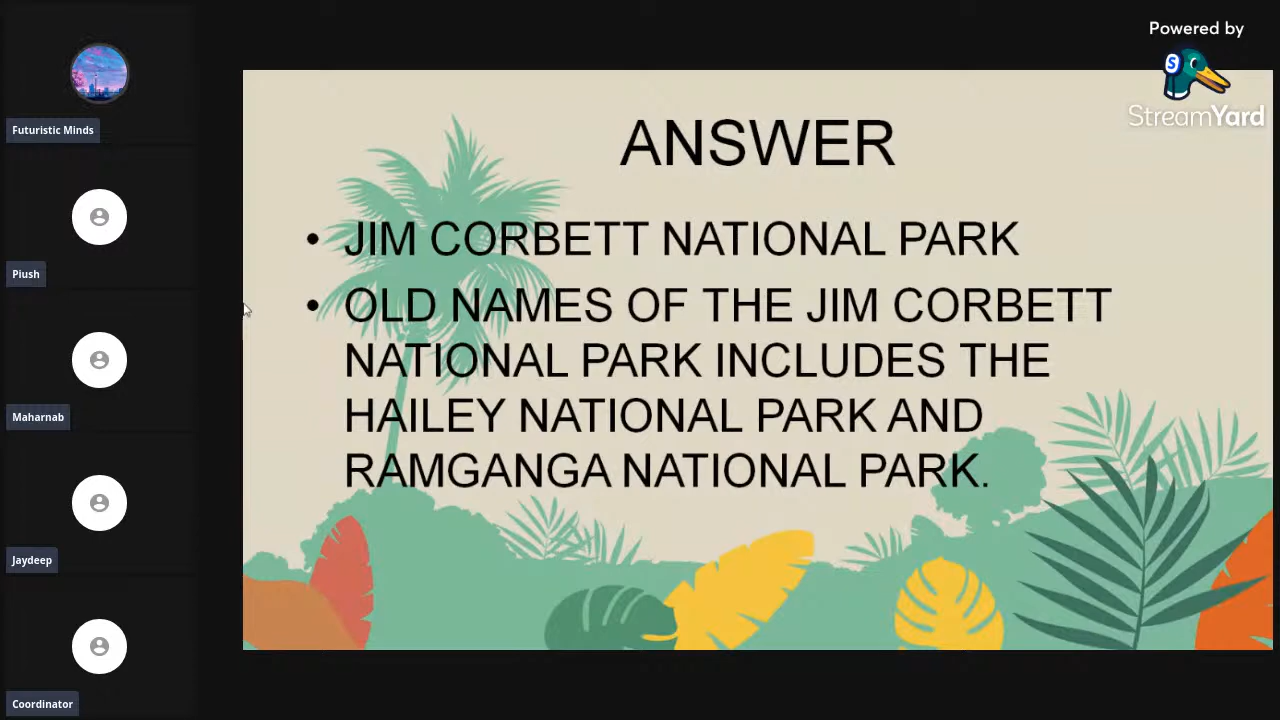 Powered by
S
StreamYard
Futuristic Minds
Piush
Maharnab
Jaydeep
Coordinator
ANSWER
• JIM CORBETT NATIONAL PARK
• OLD NAMES OF THE JIM CORBETT
NATIONAL PARK INCLUDES THE
HAILEY NATIONAL PARK AND
RAMGANGA NATIONAL PARK.